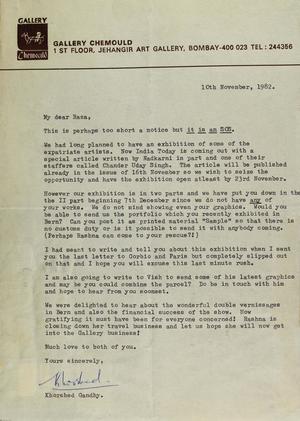 GALLERY
Chemould
GALLERY CHEMOULD
1 ST FLOOR, JEHANGIR ART GALLERY, BOMBAY-400 023 TEL: 244356
10th November, 1982.
My dear Raza,
This is perhaps too short a notice but it is an SOS.
We had long planned to have an exhibition of some of the
expatriate artists. Now India Today is coming out with a
special article written by Nadkarni in part and one of their
staffers called Chander Uday Singh. The article will be published
already in the issue of 16th November so we wish to seize the
opportunity and have the exhibition open atleast by 23rd November.
However our exhibition is in two parts and we have put you down in the
the II part beginning 7th December since we do not have any of
your works. We do not mind showing even your graphics. Would you
be able to send us the portfolio which you recently exhibited in
Bern? Can you post it as printed material "Sample" so that there is
no customs duty or is it possible to send it with anybody coming.
(Perhaps Rashna can come to your rescue?!)
I had meant to write and tell you about this exhibition when I sent
you the last letter to Gorbio and Paris but completely slipped out
on that and I hope you will excuse this last minute rush.
I am also going to write to Vish to send some of his latest graphics
and may be you could combine the parcel? Do be in touch with him
and hope to hear from you soonest.
We were delighted to hear about the wonderful double vernissages
in Bern and also the financial success of the show. How
gratifying it must have been for everyone concerned! Rashna is
closing down her travel business and let us hope she will now get
into the Gallery business!
Much love to both of you.
Yours sincerely,
Khorshed.
Khorshed Gandhy.